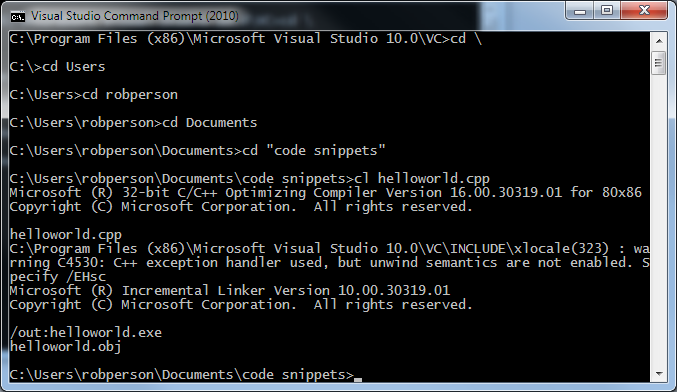 Visual Studio Command Prompt (2010)
C:\Program Files (x86)\Microsoft Visual Studio 10.0\VC>cd \
C:\>cd Users
C:\Users>cd robperson
C:\Users\robperson>cd Documents
C:\Users\robperson\Documents>cd "code snippets"
C:\Users\robperson\Documents\code snippets>cl helloworld.cpp
Microsoft (R) 32-bit C/C++ Optimizing Compiler Version 16.00.30319.01 for 80x86
Copyright (C) Microsoft Corporation.  All rights reserved.
helloworld.cpp
C:\Program Files (x86)\Microsoft Visual Studio 10.0\VC\INCLUDE\xlocale(323) : wa
rning C4530: C++ exception handler used, but unwind semantics are not enabled. S
pecify /EHsc
Microsoft (R) Incremental Linker Version 10.00.30319.01
Copyright (C) Microsoft Corporation.  All rights reserved.
/out:helloworld.exe
helloworld.obj
C:\Users\robperson\Documents\code snippets>